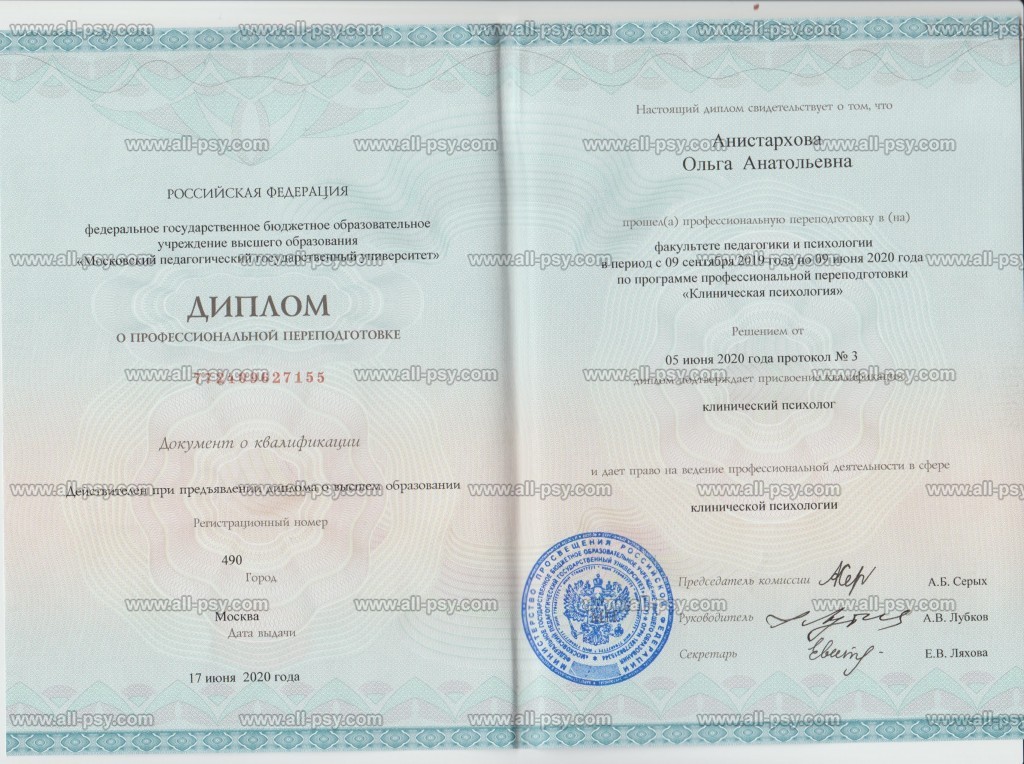 РОССИЙСКАЯ ФЕДЕРАЦИЯ
федеральное государственное бюджетное образовательное
учреждение высшего образования
«Московский педагогический государственный университет»
ДИПЛОМ
О ПРОФЕССИОНАЛЬНОЙ ПЕРЕПОДГОТОВКЕ
772409627155
Документ о квалификации
Действителен при предъявлении диплома о высшем образовании
Регистрационный номер
490
Город
Москва
Дата выдачи
17 июня 2020 года
Настоящий диплом свидетельствует о том, что
Анистархова
Ольга Анатольевна
прошел(а) профессиональную переподготовку в (на)
факультете педагогики и психологии
в период с 09 сентября 2019 года по 09 июня 2020 года
по программе профессиональной переподготовки
«Клиническая психология»
Решением от
05 июня 2020 года протокол № 3
диплом подтверждает присвоение квалификации
клинический психолог
и дает право на ведение профессиональной деятельности в сфере
клинической психологии
Председатель комиссии А.Б. Серых
Руководитель А.В. Лубков
Секретарь Е.В. Ляхова
МИНИСТЕРСТВО ПРОСВЕЩЕНИЯ РОССИЙСКОЙ ФЕДЕРАЦИИ
www.all-psy.com